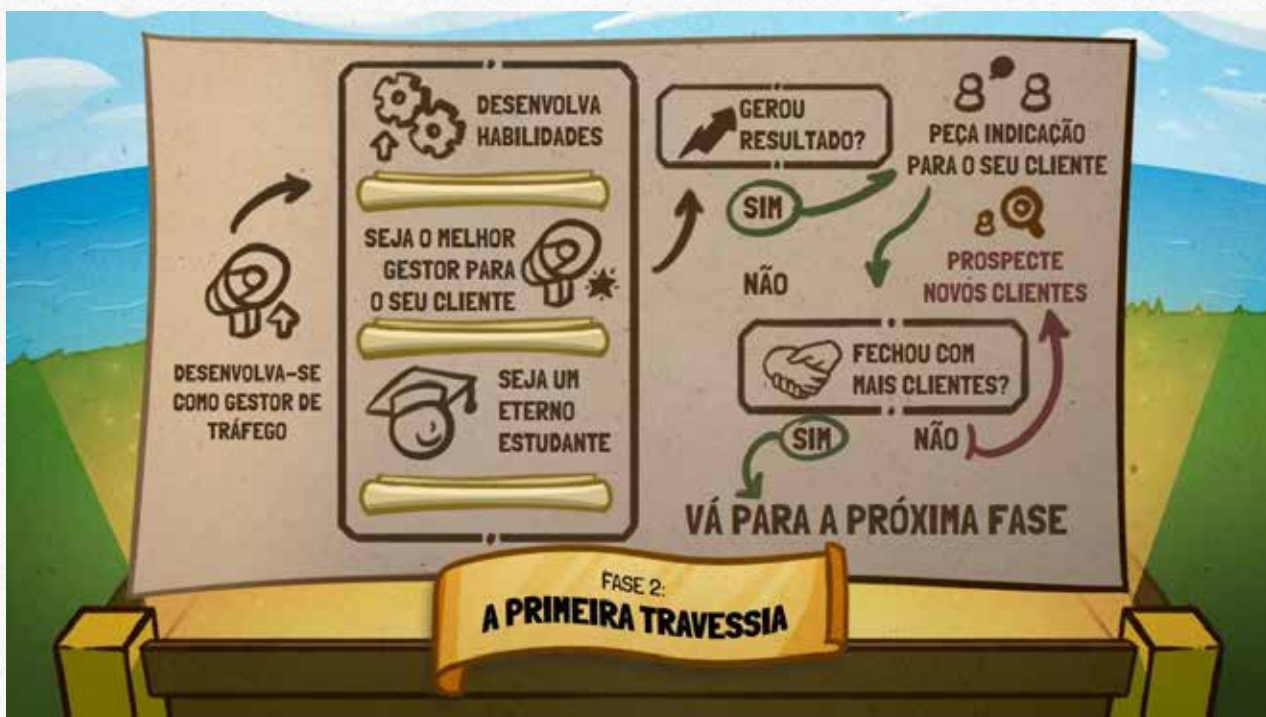 DESENVOLVA-SE
COMO GESTOR DE
TRÁFEGO
DESENVOLVA
HABILIDADES
SEJA O MELHOR
GESTOR PARA
O SEU CLIENTE
SEJA UM
ETERNO
ESTUDANTE
GEROU
RESULTADO?
SIM
NÃO
PEÇA INDICAÇÃO
PARA O SEU CLIENTE
PROSPECTE
NOVOS CLIENTES
FECHOU COM
MAIS CLIENTES?
SIM
NÃO
VÁ PARA A PRÓXIMA FASE
FASE 2:
A PRIMEIRA TRAVESSIA